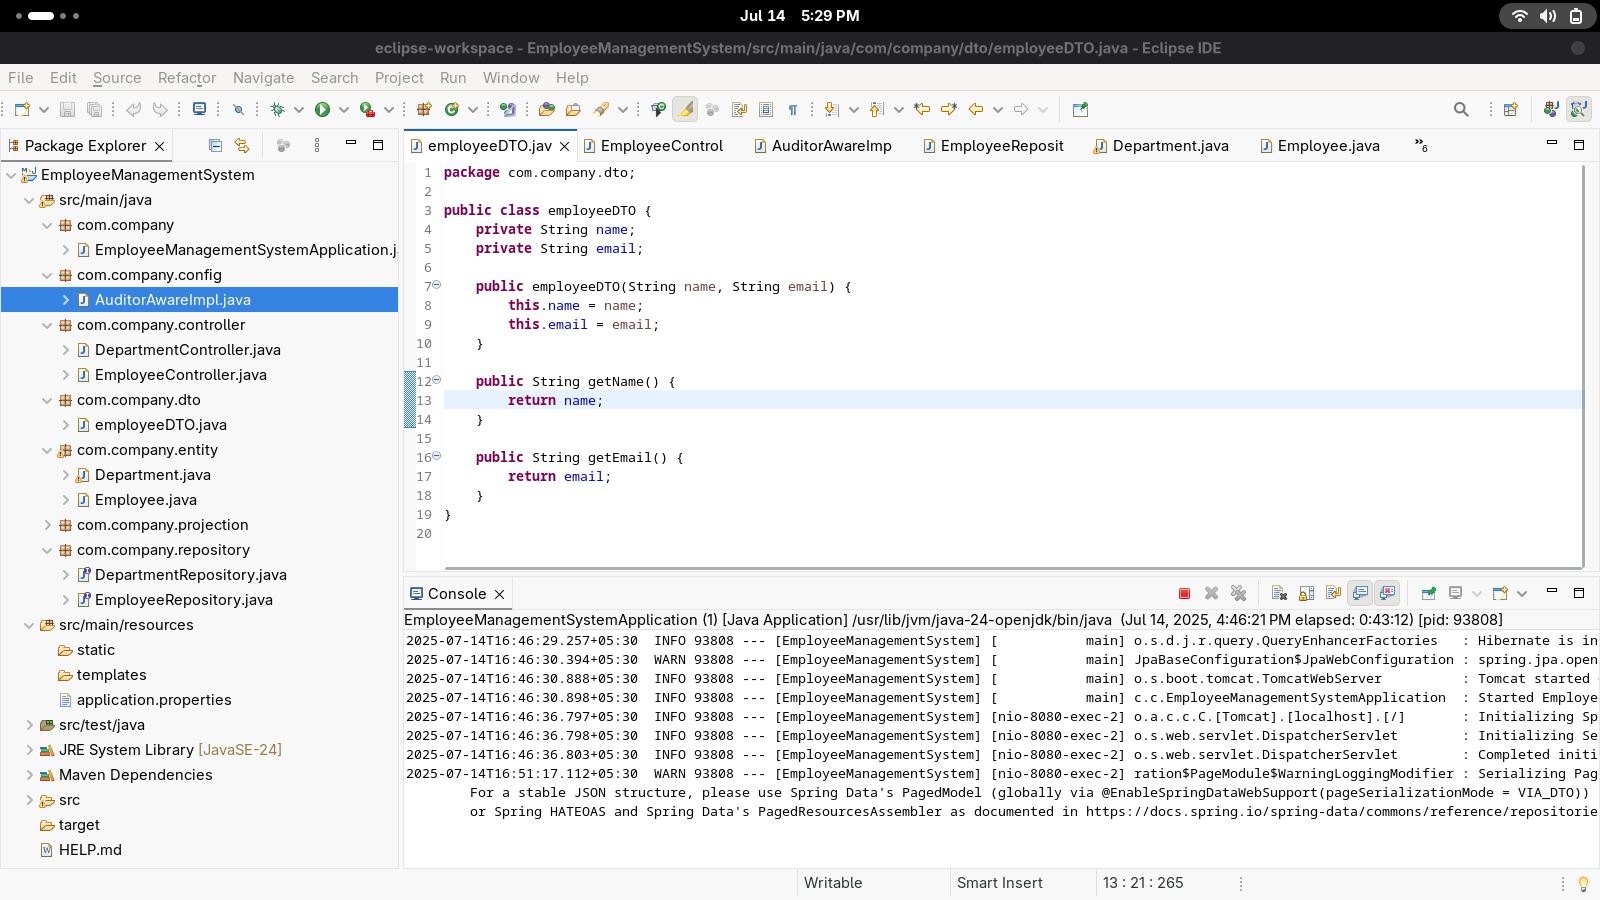 Jul 14 5:29 PM
eclipse-workspace - EmployeeManagementSystem/src/main/java/com/company/dto/employeeDTO.java - Eclipse IDE
File Edit Source Refactor Navigate Search Project Run Window Help
Package Explorer
EmployeeManagementSystem
src/main/java
com.company
EmployeeManagementSystemApplication.j
com.company.config
AuditorAwareImpl.java
com.company.controller
DepartmentController.java
EmployeeController.java
com.company.dto
employeeDTO.java
com.company.entity
Department.java
Employee.java
com.company.projection
com.company.repository
DepartmentRepository.java
EmployeeRepository.java
src/main/resources
static
templates
application.properties
src/test/java
JRE System Library [JavaSE-24]
Maven Dependencies
src
target
HELP.md
employeeDTO.jav EmployeeControl AuditorAwareImp EmployeeReposit Department.java Employee.java »6
1 package com.company.dto;
2
3 public class employeeDTO {
4     private String name;
5     private String email;
6
7     public employeeDTO(String name, String email) {
8         this.name = name;
9         this.email = email;
10     }
11
12     public String getName() {
13         return name;
14     }
15
16     public String getEmail() {
17         return email;
18     }
19 }
20
Console
EmployeeManagementSystemApplication (1) [Java Application] /usr/lib/jvm/java-24-openjdk/bin/java (Jul 14, 2025, 4:46:21 PM elapsed: 0:43:12) [pid: 93808]
2025-07-14T16:46:29.257+05:30  INFO 93808 --- [EmployeeManagementSystem] [           main] o.s.d.j.r.query.QueryEnhancerFactories   : Hibernate is in
2025-07-14T16:46:30.394+05:30  WARN 93808 --- [EmployeeManagementSystem] [           main] JpaBaseConfiguration$JpaWebConfiguration : spring.jpa.open
2025-07-14T16:46:30.888+05:30  INFO 93808 --- [EmployeeManagementSystem] [           main] o.s.boot.tomcat.TomcatWebServer          : Tomcat started
2025-07-14T16:46:30.898+05:30  INFO 93808 --- [EmployeeManagementSystem] [           main] c.c.EmployeeManagementSystemApplication  : Started Employe
2025-07-14T16:46:36.797+05:30  INFO 93808 --- [EmployeeManagementSystem] [nio-8080-exec-2] o.a.c.c.C.[Tomcat].[localhost].[/]       : Initializing Sp
2025-07-14T16:46:36.798+05:30  INFO 93808 --- [EmployeeManagementSystem] [nio-8080-exec-2] o.s.web.servlet.DispatcherServlet        : Initializing Se
2025-07-14T16:46:36.803+05:30  INFO 93808 --- [EmployeeManagementSystem] [nio-8080-exec-2] o.s.web.servlet.DispatcherServlet        : Completed initi
2025-07-14T16:51:17.112+05:30  WARN 93808 --- [EmployeeManagementSystem] [nio-8080-exec-2] ration$PageModule$WarningLoggingModifier : Serializing Pag
For a stable JSON structure, please use Spring Data's PagedModel (globally via @EnableSpringDataWebSupport(pageSerializationMode = VIA_DTO))
or Spring HATEOAS and Spring Data's PagedResourcesAssembler as documented in https://docs.spring.io/spring-data/commons/reference/repositorie
Writable Smart Insert 13 : 21 : 265